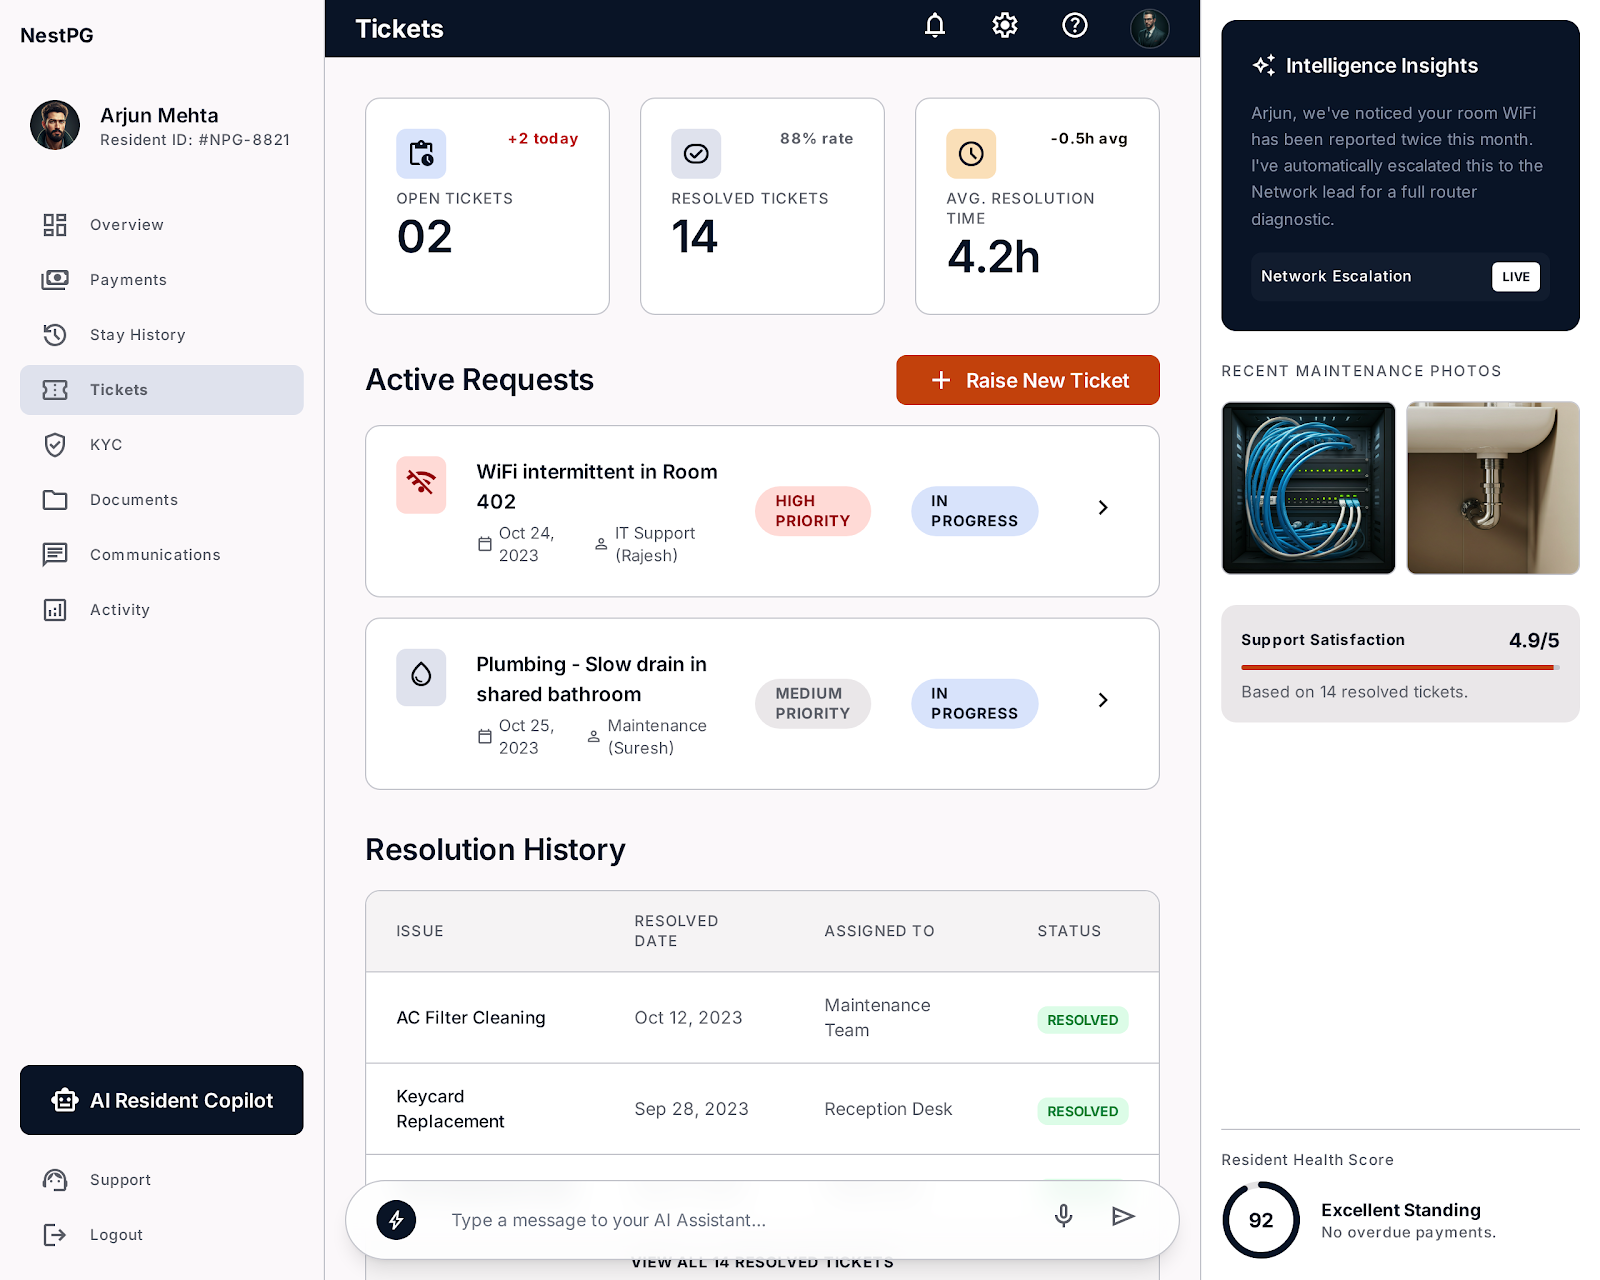 NestPG
Arjun Mehta
Resident ID: #NPG-8821
Overview
Payments
Stay History
Tickets
KYC
Documents
Communications
Activity
AI Resident Copilot
Support
Logout
Tickets
+2 today
OPEN TICKETS
02
88% rate
RESOLVED TICKETS
14
-0.5h avg
AVG. RESOLUTION
TIME
4.2h
Active Requests
Raise New Ticket
WiFi intermittent in Room
402
Oct 24,
2023
IT Support
(Rajesh)
HIGH
PRIORITY
IN
PROGRESS
Plumbing - Slow drain in
shared bathroom
Oct 25,
2023
Maintenance
(Suresh)
MEDIUM
PRIORITY
IN
PROGRESS
Resolution History
ISSUE
RESOLVED
DATE
ASSIGNED TO
STATUS
AC Filter Cleaning
Oct 12, 2023
Maintenance
Team
RESOLVED
Keycard
Replacement
Sep 28, 2023
Reception Desk
RESOLVED
Type a message to your AI Assistant...
VIEW ALL 14 RESOLVED TICKETS
Intelligence Insights
Arjun, we've noticed your room WiFi
has been reported twice this month.
I've automatically escalated this to the
Network lead for a full router
diagnostic.
Network Escalation
LIVE
RECENT MAINTENANCE PHOTOS
Support Satisfaction
4.9/5
Based on 14 resolved tickets.
Resident Health Score
92
Excellent Standing
No overdue payments.